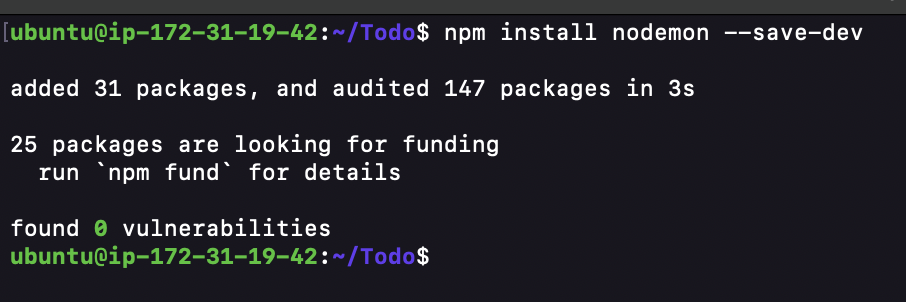 [ubuntu@ip-172-31-19-42:~/Todo$ npm install nodemon --save-dev
added 31 packages, and audited 147 packages in 3s
25 packages are looking for funding
  run `npm fund` for details
found 0 vulnerabilities
ubuntu@ip-172-31-19-42:~/Todo$